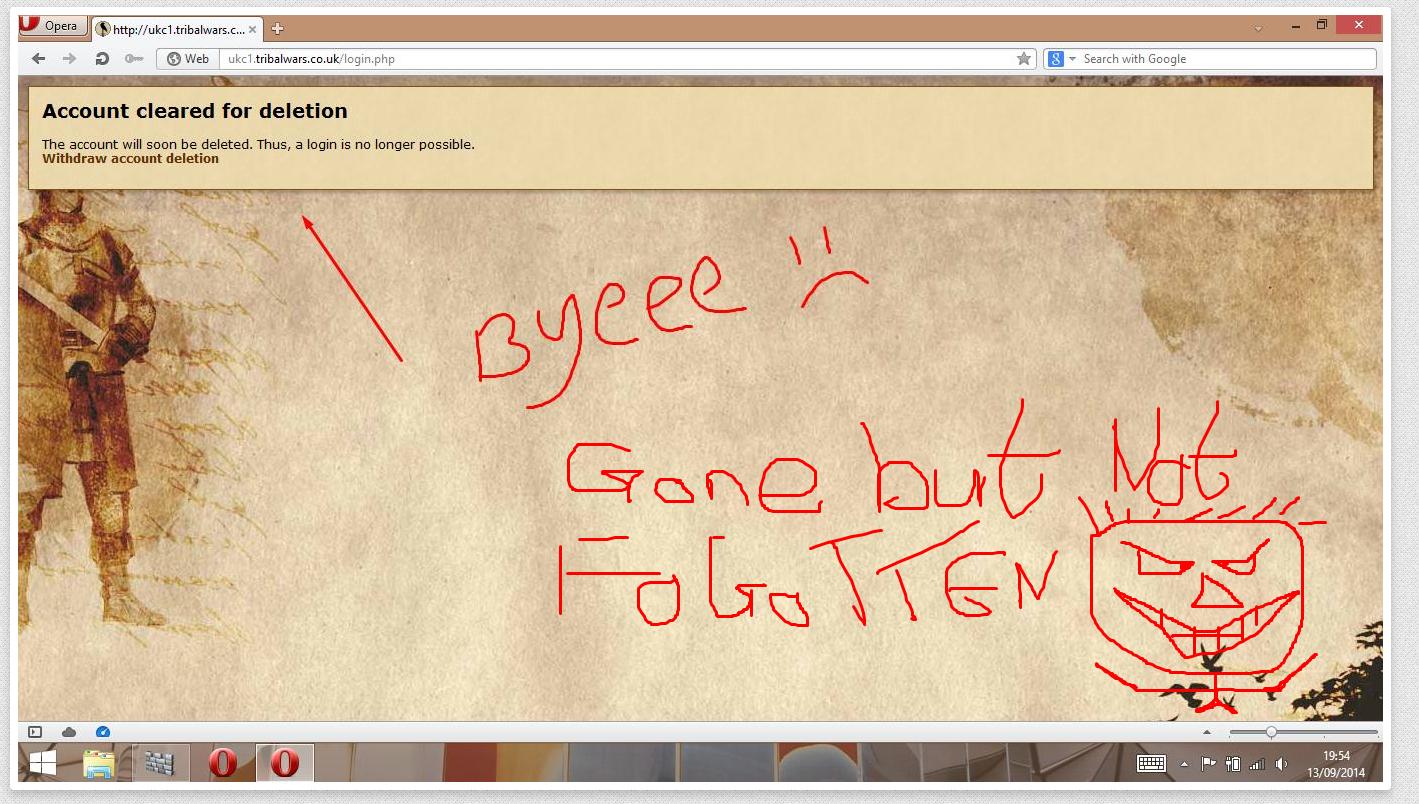 Opera
http://ukc1.tribalwars.c...
Web
ukc1.tribalwars.co.uk/login.php
Search with Google
Account cleared for deletion
The account will soon be deleted. Thus, a login is no longer possible.
Withdraw account deletion
Byeee
Gone but Not
FoGoTTEN
19:54
13/09/2014